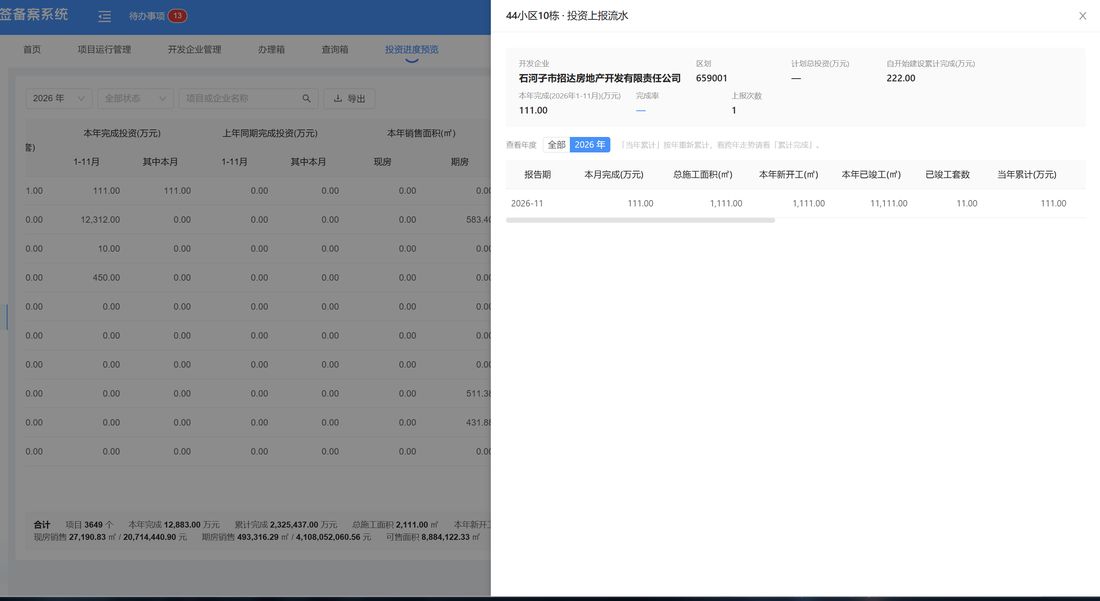 签备案系统 待办事项 13
首页 项目运行管理 开发企业管理 办理箱 查询箱 投资进度预览
2026 年 全部状态 项目或企业名称 导出
套) 本年完成投资(万元) 上年同期完成投资(万元) 本年销售面积(㎡)
1-11月 其中本月 1-11月 其中本月 现房 期房
1.00 111.00 111.00 0.00 0.00 0.00 0.00
0.00 12,312.00 0.00 0.00 0.00 0.00 583.40
0.00 10.00 0.00 0.00 0.00 0.00 0.00
0.00 450.00 0.00 0.00 0.00 0.00 0.00
0.00 0.00 0.00 0.00 0.00 0.00 0.00
0.00 0.00 0.00 0.00 0.00 0.00 0.00
0.00 0.00 0.00 0.00 0.00 0.00 0.00
0.00 0.00 0.00 0.00 0.00 0.00 511.38
0.00 0.00 0.00 0.00 0.00 0.00 431.88
0.00 0.00 0.00 0.00 0.00 0.00 0.00
合计 项目 3649 个 本年完成 12,883.00 万元 累计完成 2,325,437.00 万元 总施工面积 2,111.00 ㎡ 本年新开工
现房销售 27,190.83 ㎡ / 20,714,440.90 元 期房销售 493,316.29 ㎡ / 4,108,052,060.56 元 可售面积 8,884,122.33 ㎡
44小区10栋 · 投资上报流水
开发企业 区划 计划总投资(万元) 自开始建设累计完成(万元)
石河子市招达房地产开发有限责任公司 659001 — 222.00
本年完成(2026年1-11月)(万元) 完成率 上报次数
111.00 — 1
查看年度 全部 2026 年 「当年累计」按年重新累计，看跨年走势请看「累计完成」。
报告期 本月完成(万元) 总施工面积(㎡) 本年新开工(㎡) 本年已竣工(㎡) 已竣工套数 当年累计(万元)
2026-11 111.00 1,111.00 1,111.00 11,111.00 11.00 111.00